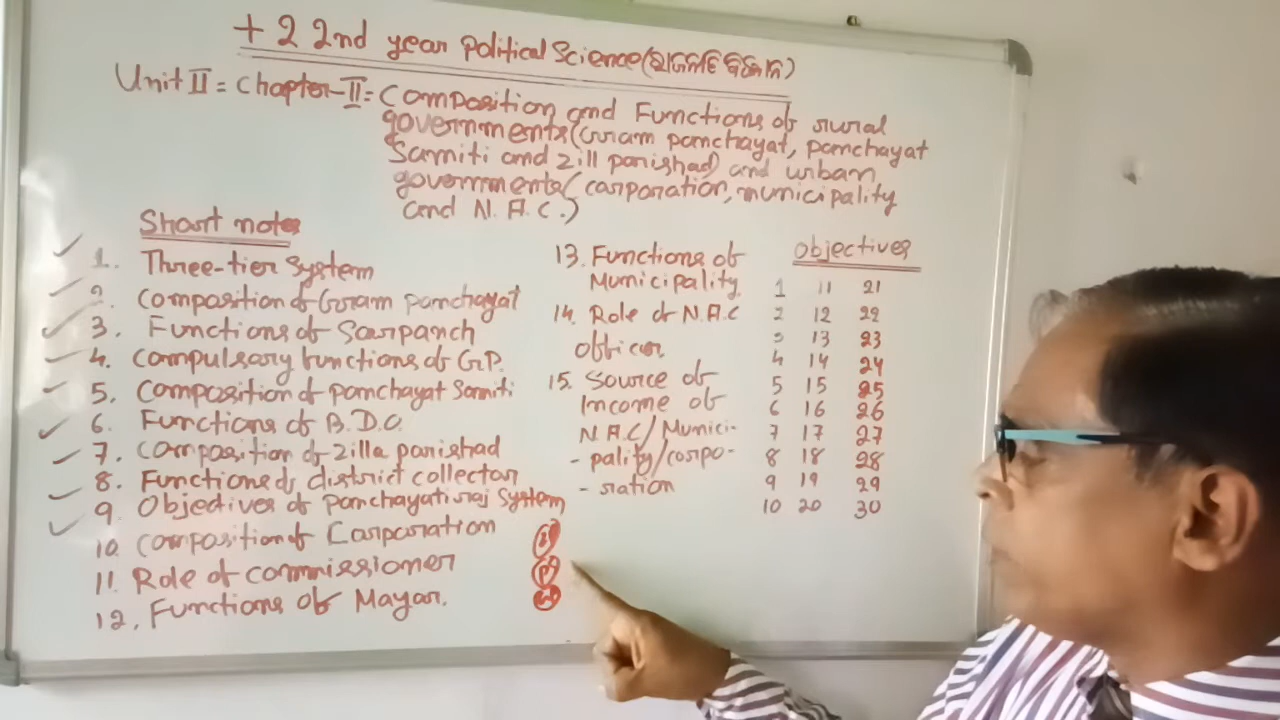 + 2 2nd year Political Science (ରାଜନୀତି ବିଜ୍ଞାନ)
Unit II = Chapter-II = Composition and Functions of rural
governments (Gram panchayat, panchayat
Samiti and zill parishad) and urban
governments (corporation, municipality
and N.A.C.)
Short notes
1. Three-tier system
2. Composition of Gram panchayat
3. Functions of Sarpanch
4. Compulsory functions of G.P.
5. Composition of panchayat Samiti
6. Functions of B.D.O.
7. Composition of zilla parishad
8. Functions of district collector
9. Objectives of panchayatiraj System
10. Composition of Corporation
11. Role of commissioner
12. Functions of Mayar.
13. Functions of
Municipality
14. Role of N.A.C
officer
15. Source of
Income of
N.A.C/Munici-
- pality/corpo-
- ration
Objectives
1 11 21
2 12 22
3 13 23
4 14 24
5 15 25
6 16 26
7 17 27
8 18 28
9 19 29
10 20 30